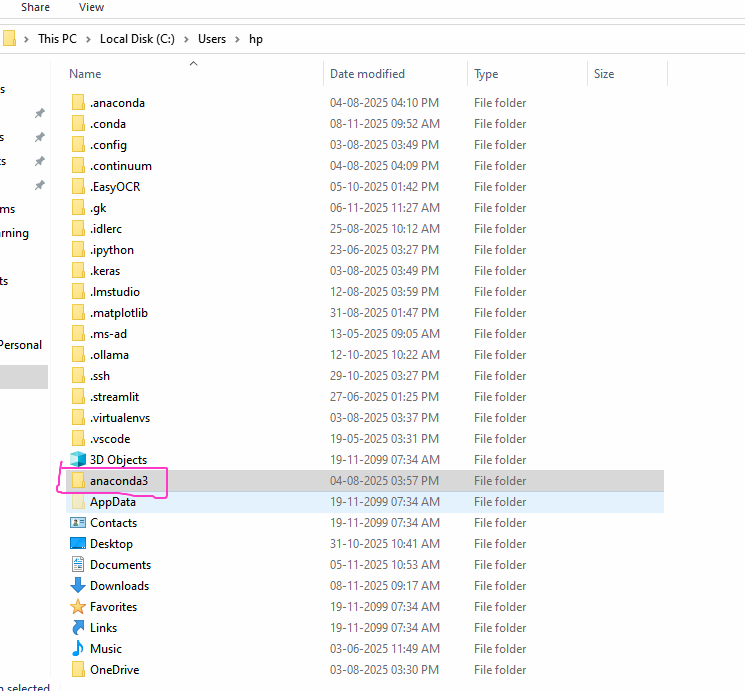 Share View
This PC > Local Disk (C:) > Users > hp
Name Date modified Type Size
.anaconda 04-08-2025 04:10 PM File folder
s
.conda 08-11-2025 09:52 AM File folder
s .config 03-08-2025 03:49 PM File folder
ts .continuum 04-08-2025 04:09 PM File folder
.EasyOCR 05-10-2025 01:42 PM File folder
ms .gk 06-11-2025 11:27 AM File folder
rning .idlerc 25-08-2025 10:12 AM File folder
.ipython 23-06-2025 03:27 PM File folder
ts .keras 03-08-2025 03:49 PM File folder
.lmstudio 12-08-2025 03:59 PM File folder
.matplotlib 31-08-2025 01:47 PM File folder
.ms-ad 13-05-2025 09:05 AM File folder
Personal .ollama 12-10-2025 10:22 AM File folder
.ssh 29-10-2025 03:27 PM File folder
.streamlit 27-06-2025 01:25 PM File folder
.virtualenvs 03-08-2025 03:37 PM File folder
.vscode 19-05-2025 03:31 PM File folder
3D Objects 19-11-2099 07:34 AM File folder
anaconda3 04-08-2025 03:57 PM File folder
AppData 19-11-2099 07:34 AM File folder
Contacts 19-11-2099 07:34 AM File folder
Desktop 31-10-2025 10:41 AM File folder
Documents 05-11-2025 10:53 AM File folder
Downloads 08-11-2025 09:17 AM File folder
Favorites 19-11-2099 07:34 AM File folder
Links 19-11-2099 07:34 AM File folder
Music 03-06-2025 11:49 AM File folder
OneDrive 03-08-2025 03:30 PM File folder
selected